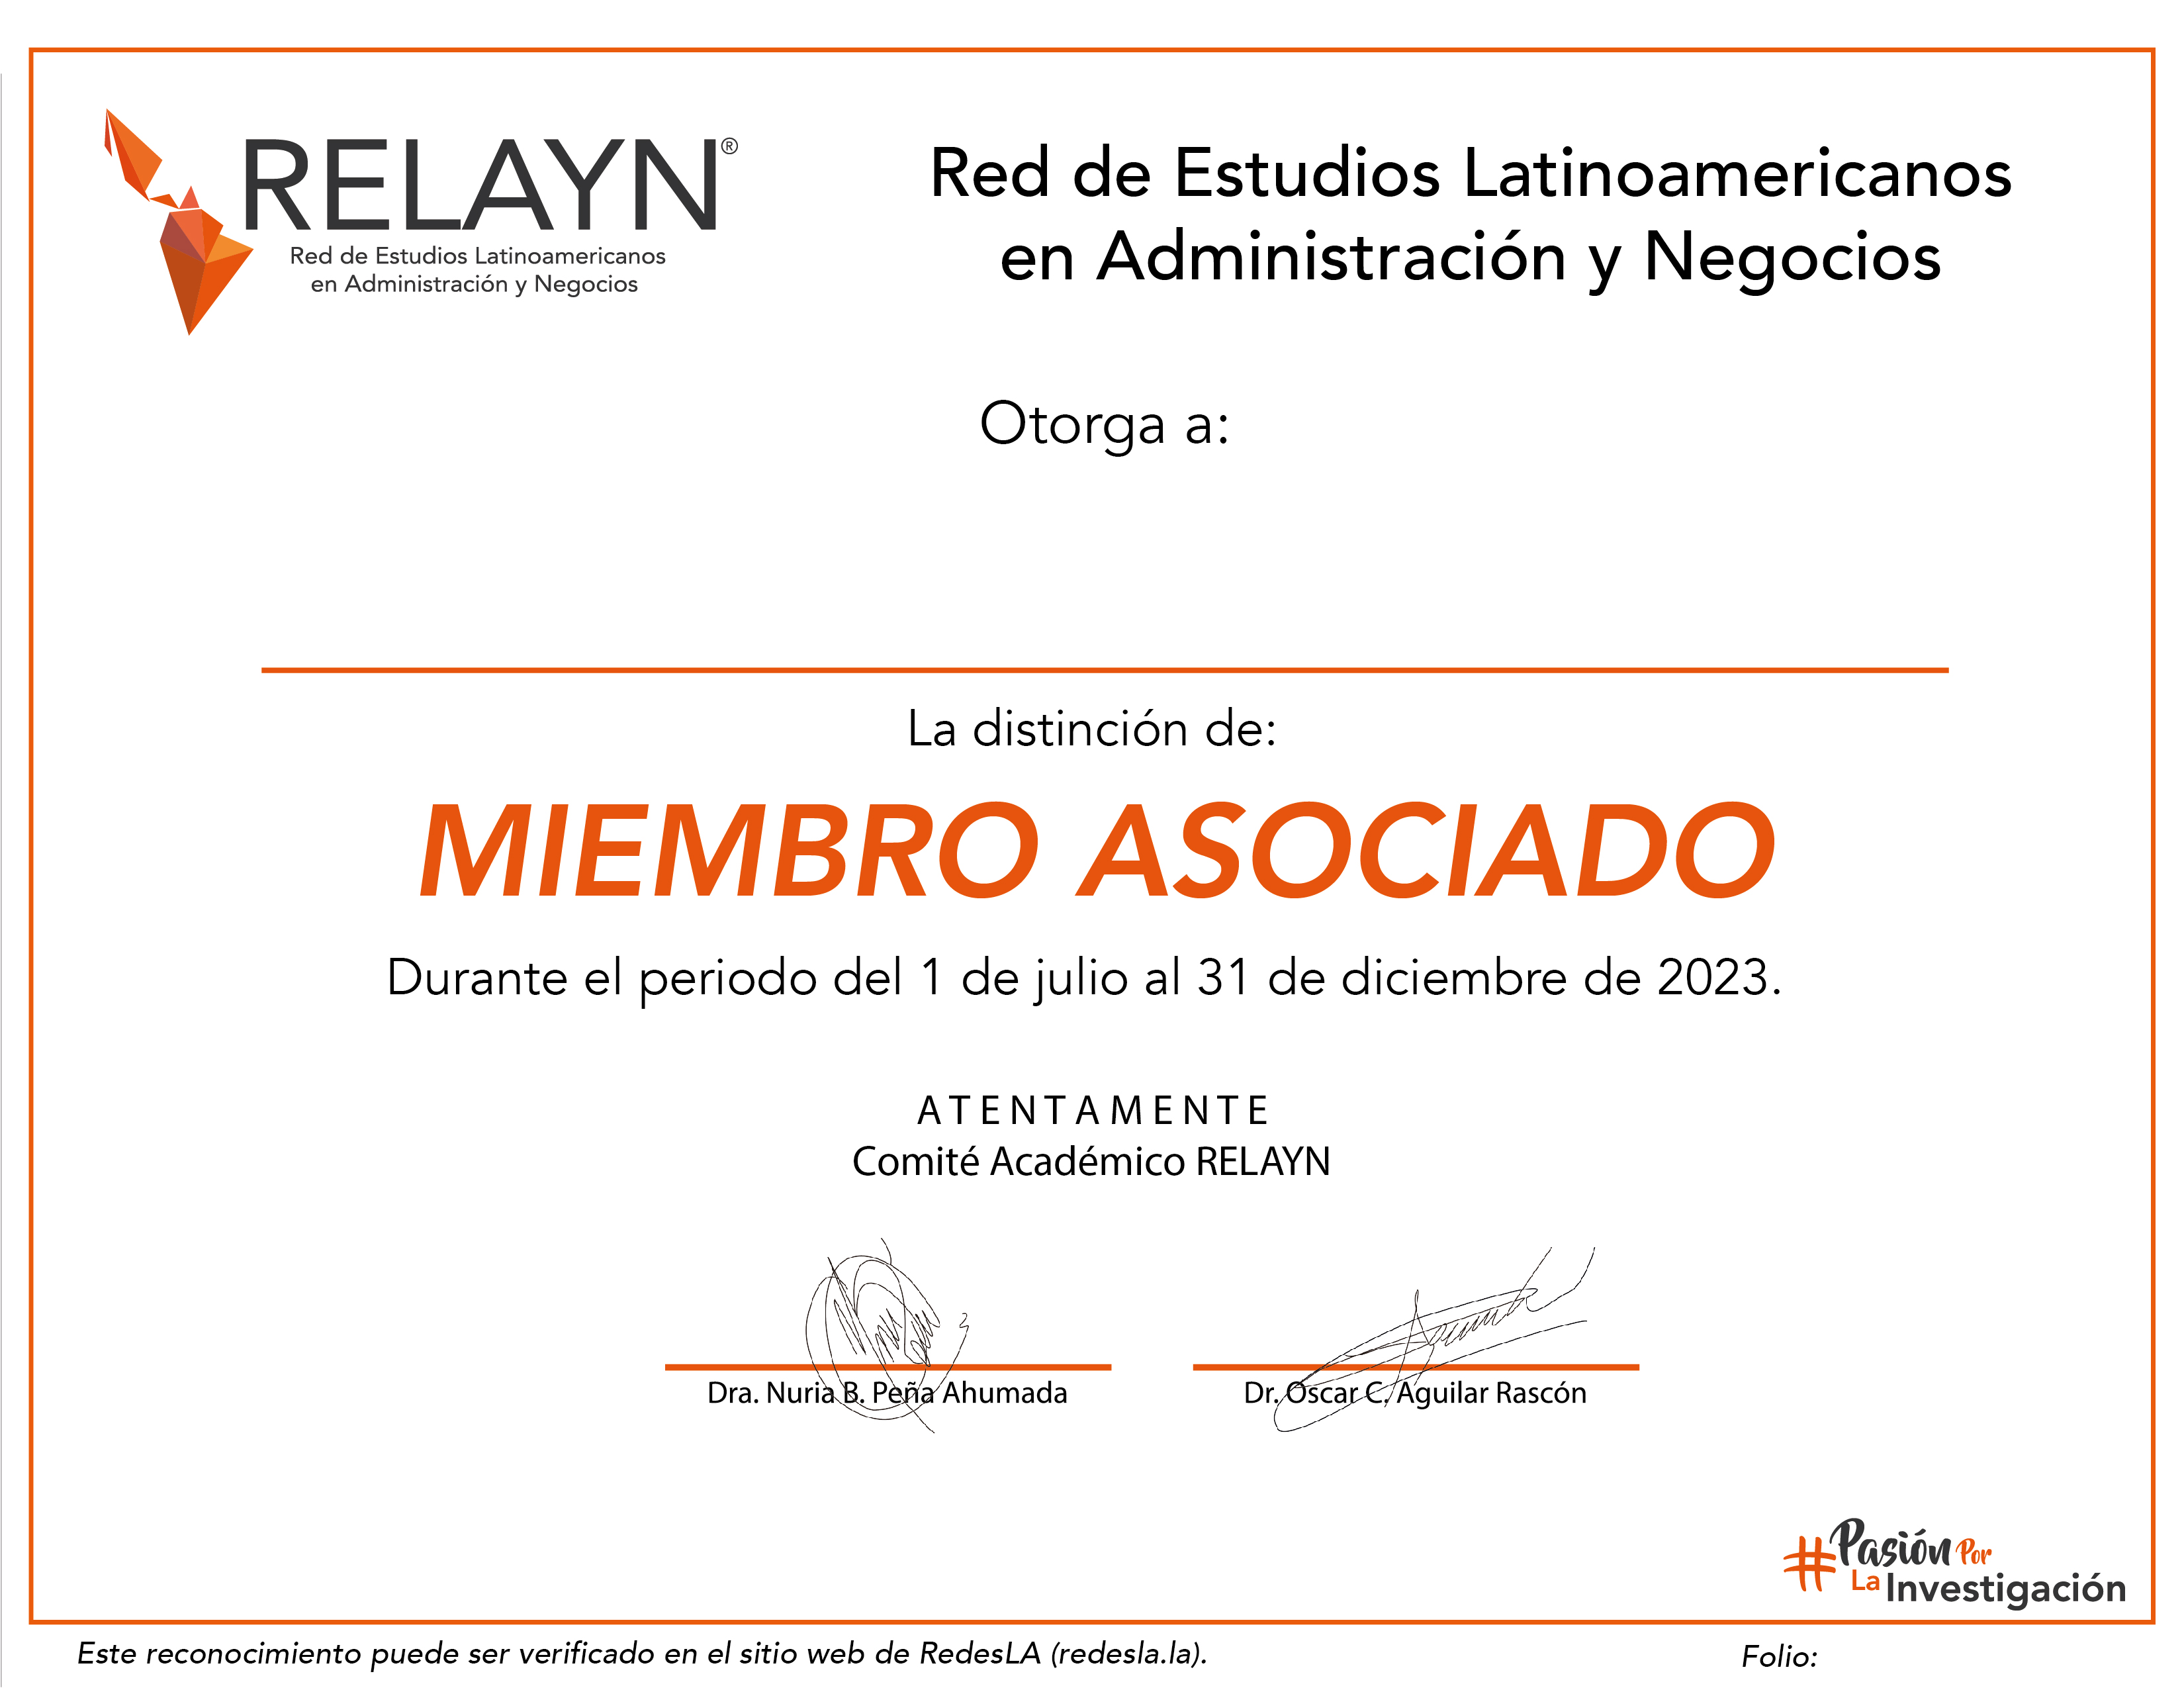 RELAYN®
Red de Estudios Latinoamericanos
en Administración y Negocios
Red de Estudios Latinoamericanos
en Administración y Negocios
Otorga a:
La distinción de:
MIEMBRO ASOCIADO
Durante el periodo del 1 de julio al 31 de diciembre de 2023.
ATENTAMENTE
Comité Académico RELAYN
Dra. Nuria B. Peña Ahumada
Dr. Oscar C. Aguilar Rascón
#Pasión Por
La Investigación
Este reconocimiento puede ser verificado en el sitio web de RedesLA (redesla.la).
Folio: